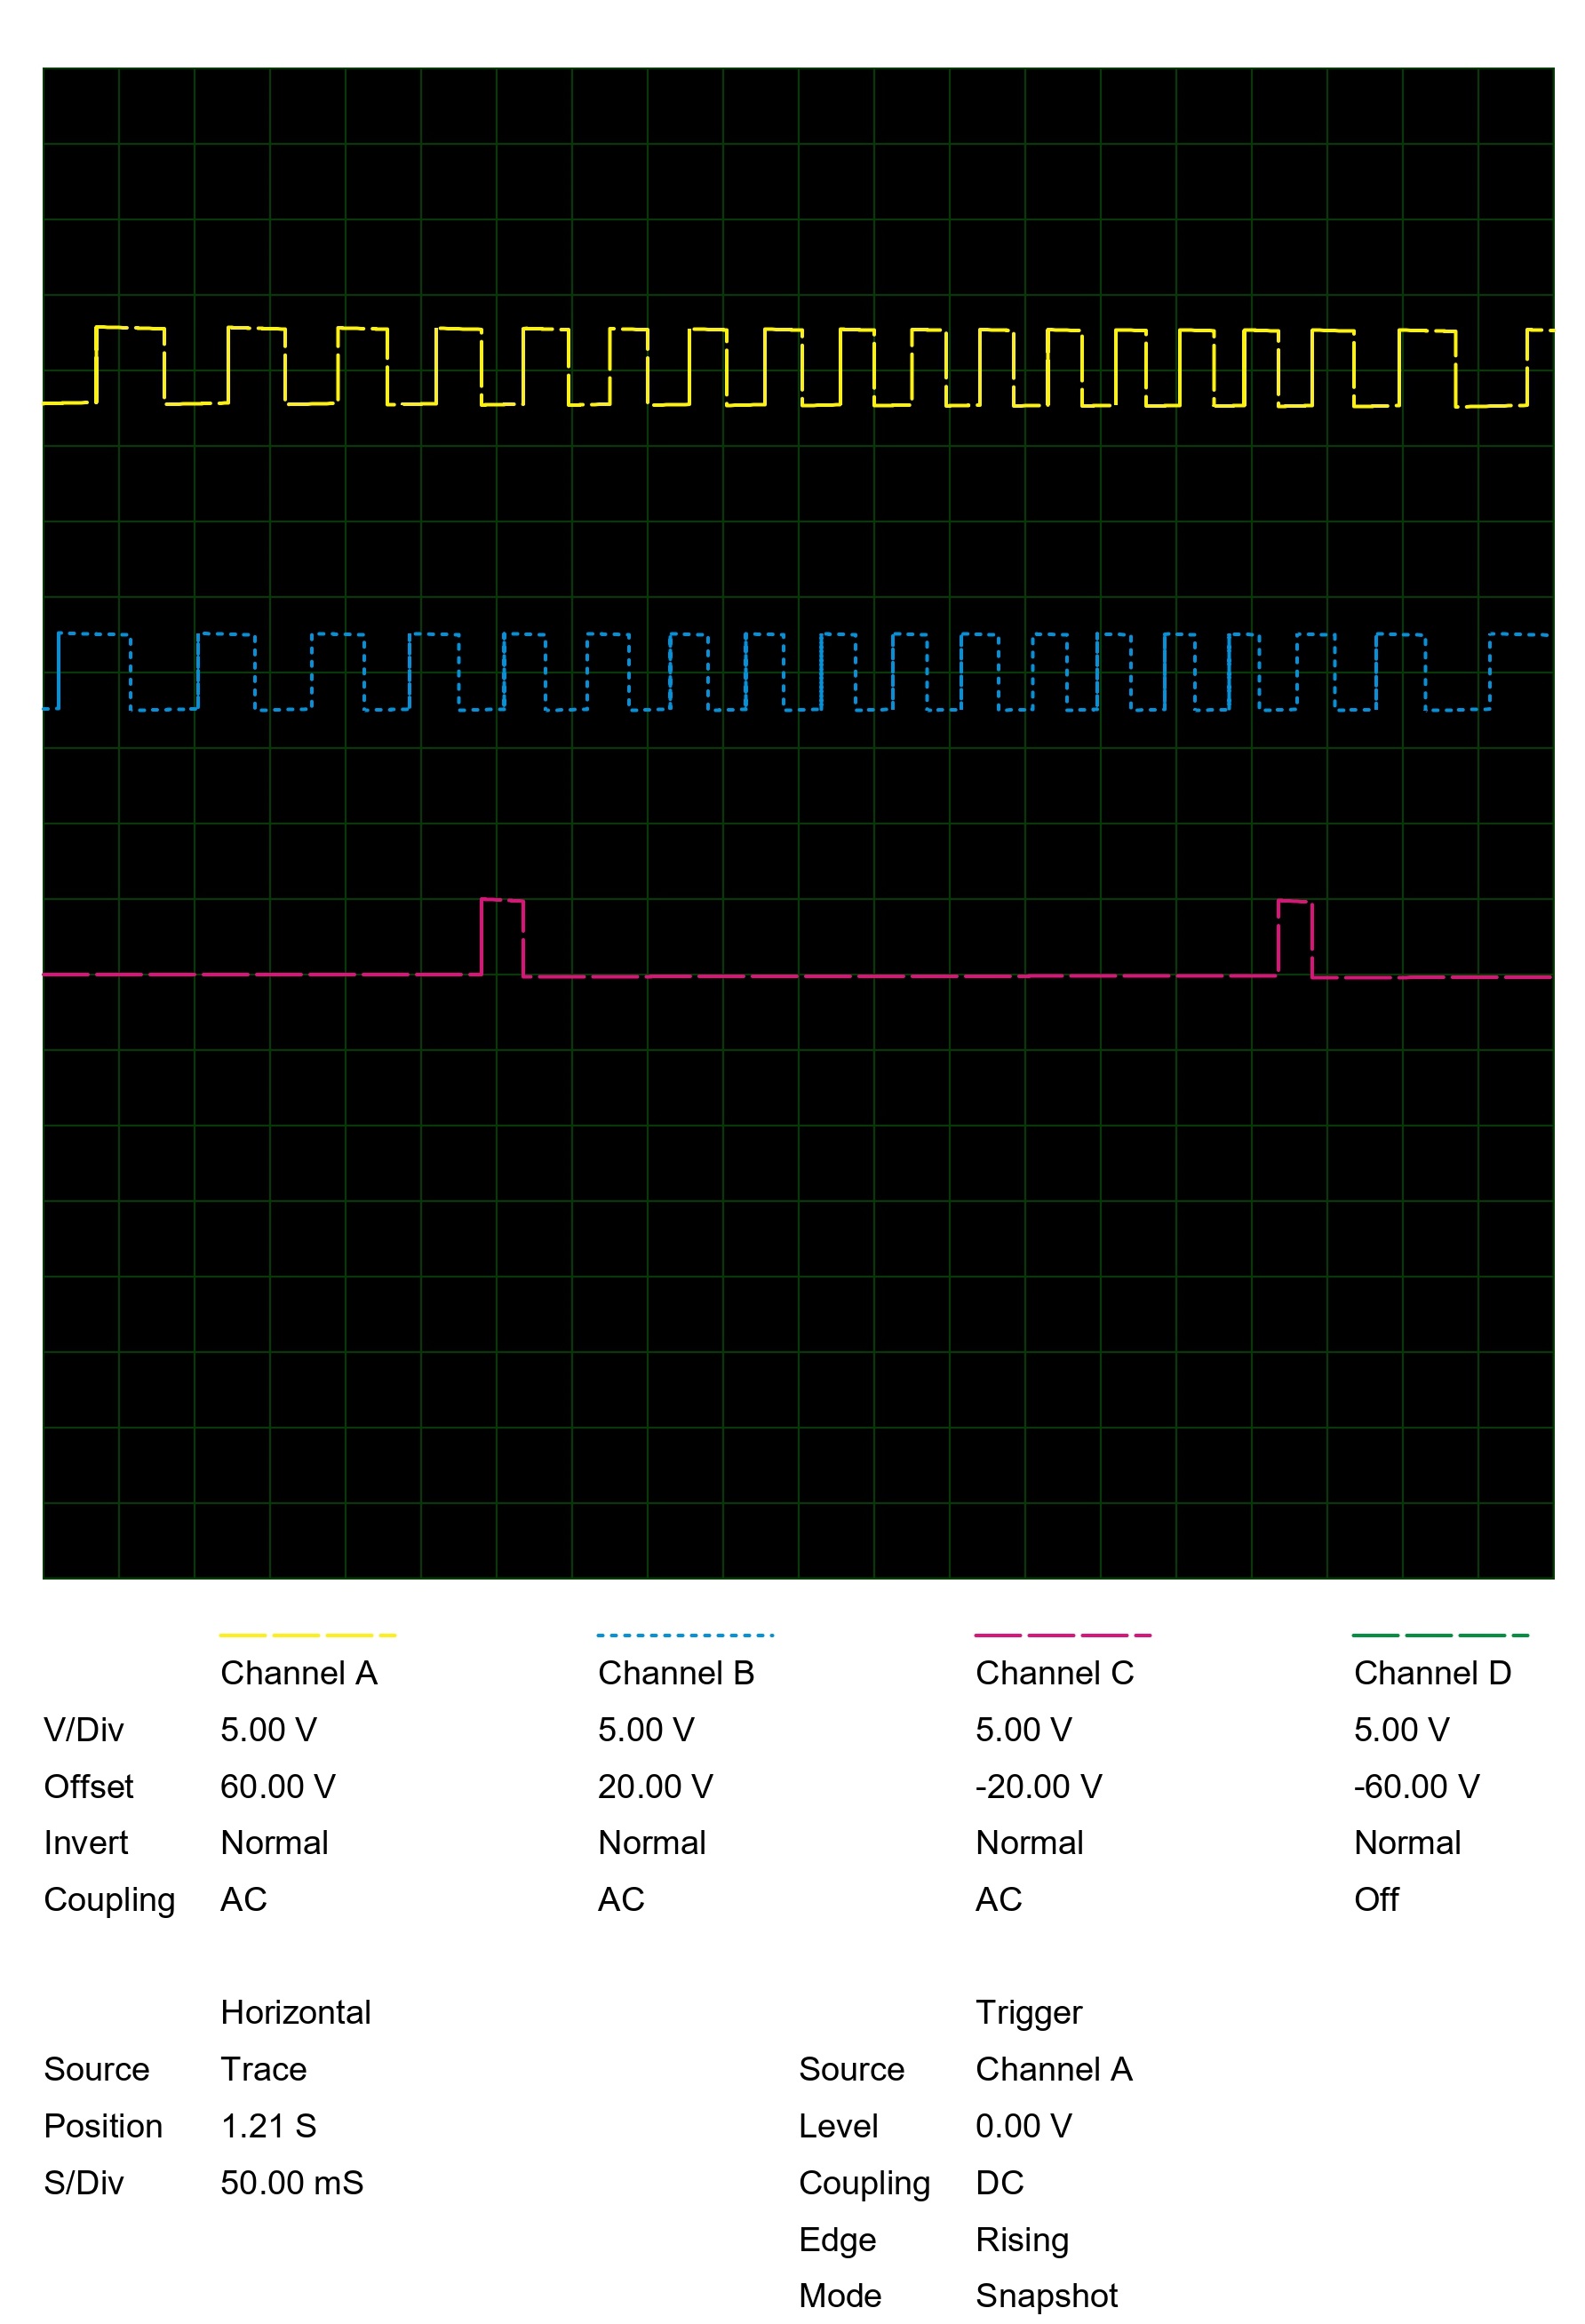 Channel A Channel B Channel C Channel D
V/Div 5.00 V 5.00 V 5.00 V 5.00 V
Offset 60.00 V 20.00 V -20.00 V -60.00 V
Invert Normal Normal Normal Normal
Coupling AC AC AC Off
Horizontal Trigger
Source Trace Source Channel A
Position 1.21 S Level 0.00 V
S/Div 50.00 mS Coupling DC
Edge Rising
Mode Snapshot